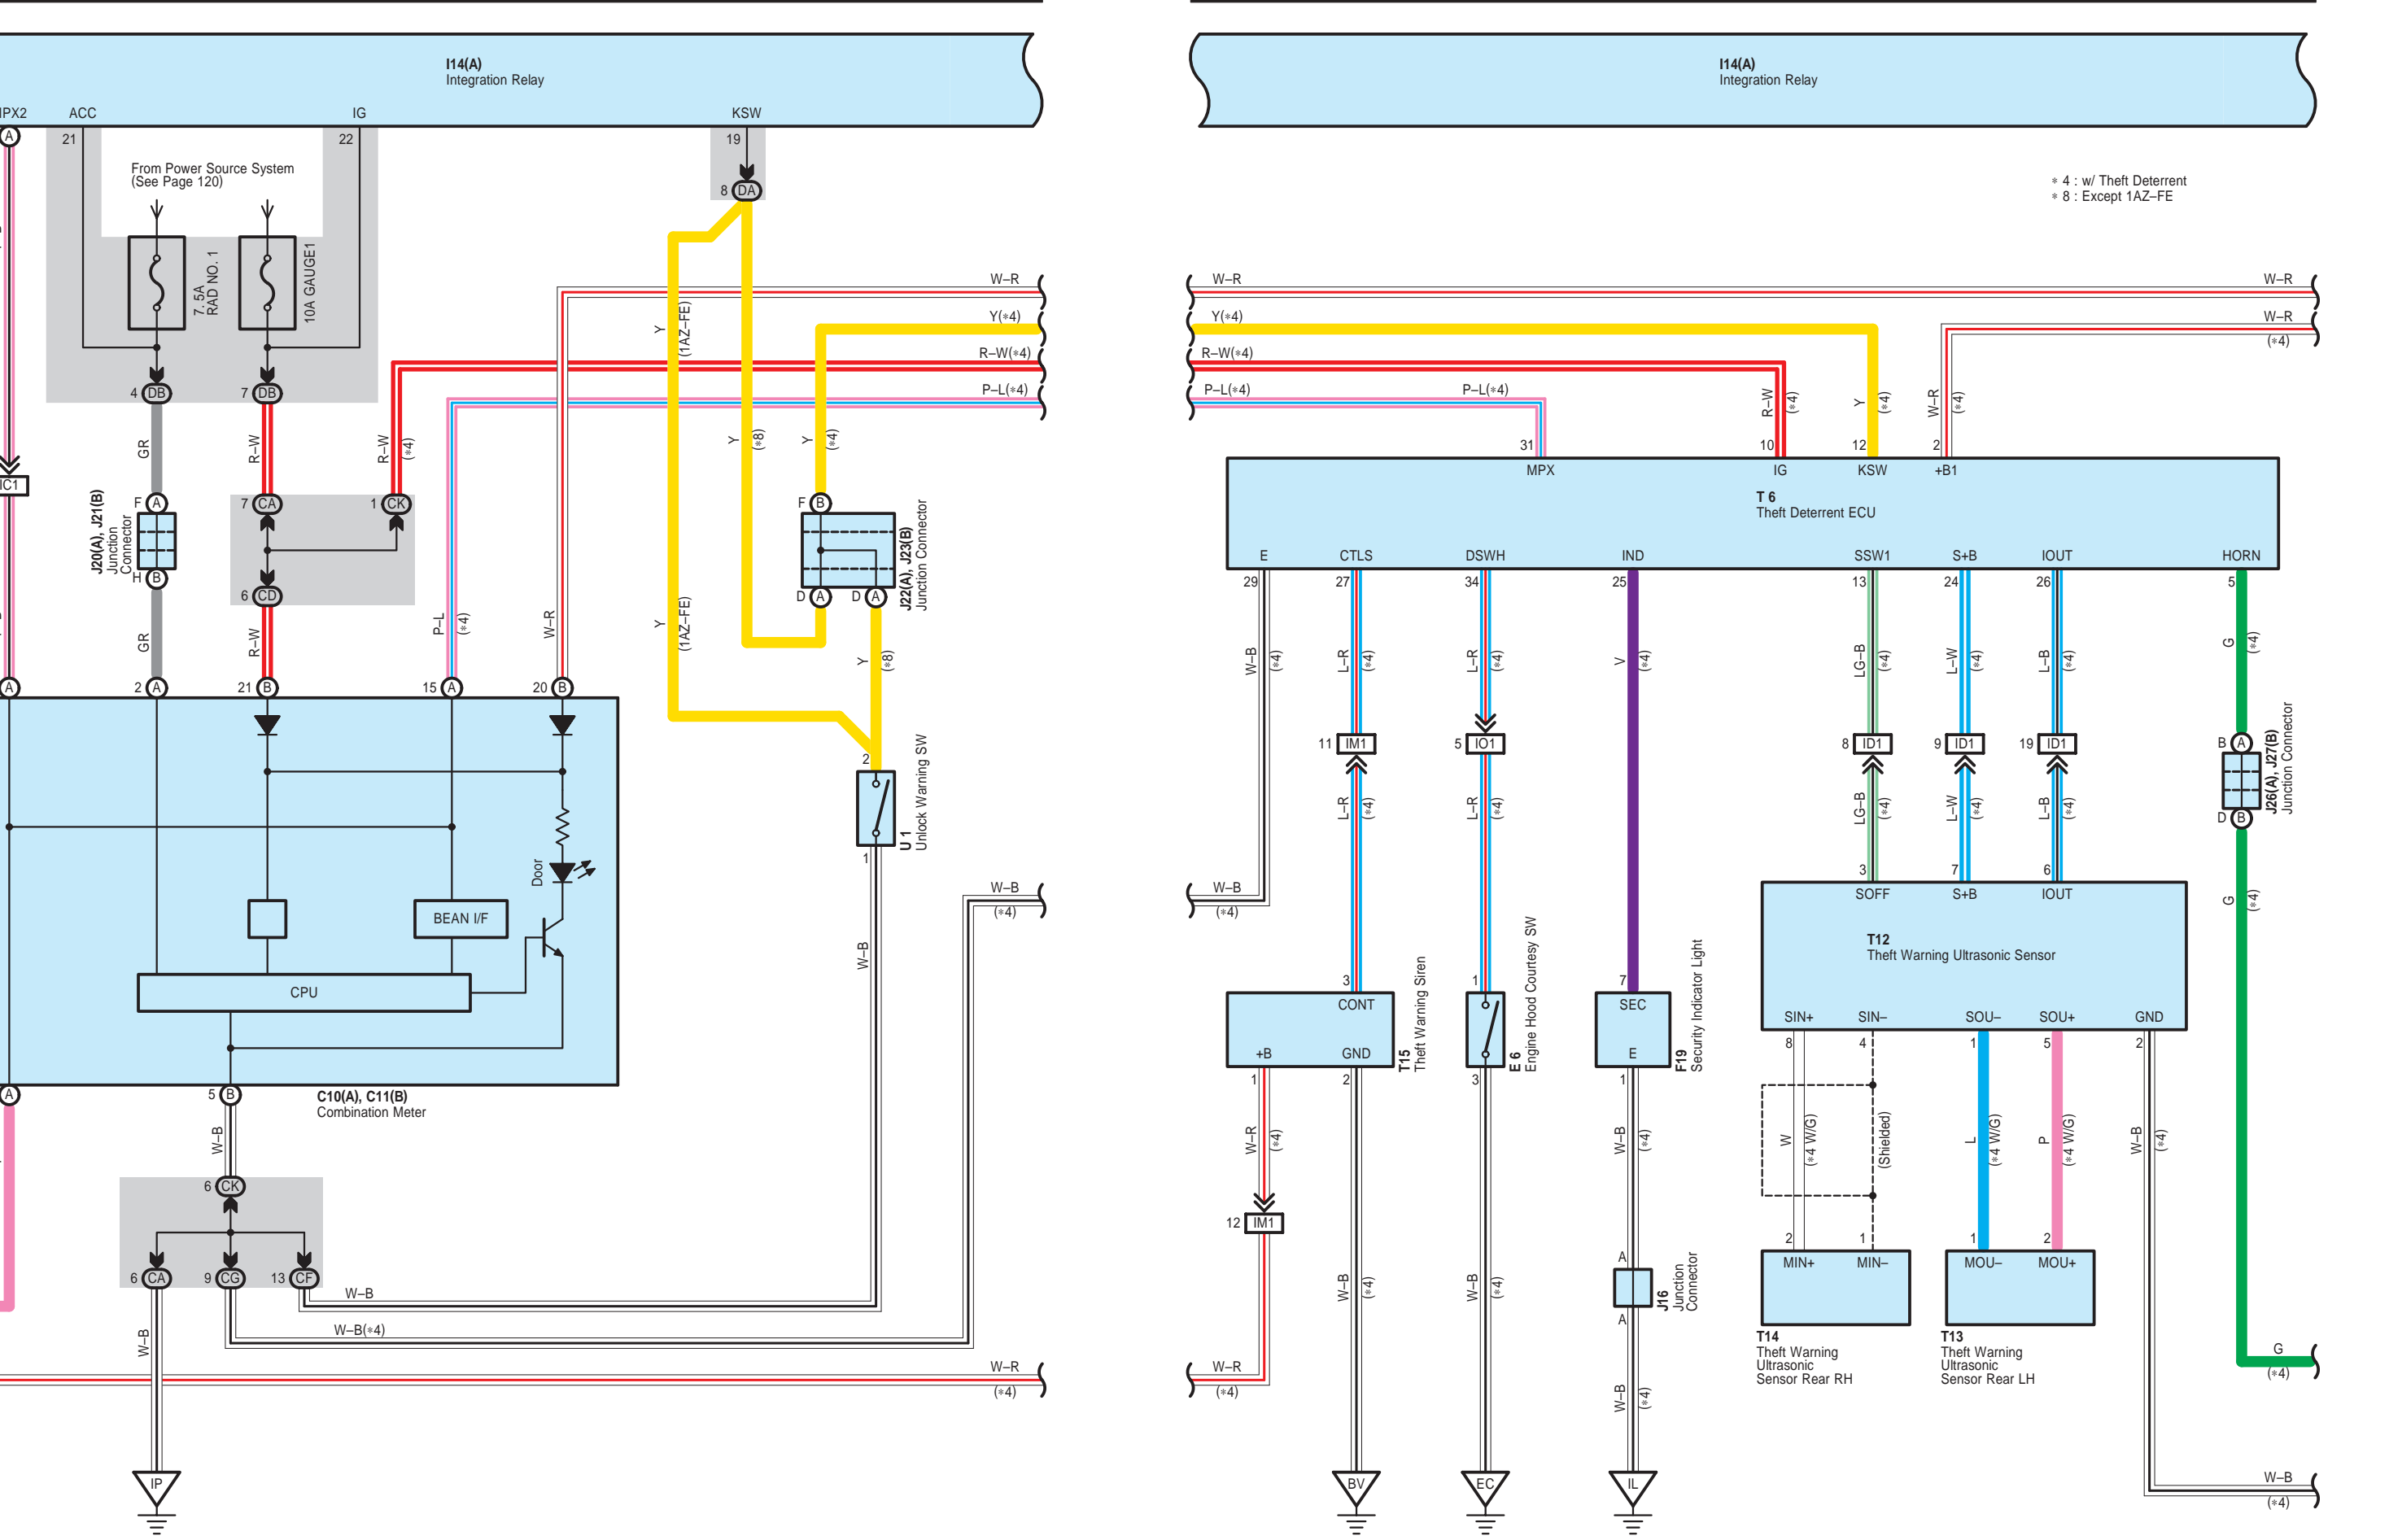 I14(A)
Integration Relay
IPX2
ACC
IG
KSW
A
21
22
19
From Power Source System
(See Page 120)
8 DA
7. 5A
RAD NO. 1
10A GAUGE1
4 DB
7 DB
W–R
Y(∗4)
R–W(∗4)
P–L(∗4)
Y
(1AZ–FE)
GR
R–W
R–W
(∗4)
Y
(∗8)
Y
(∗4)
IC1
F A
J20(A), J21(B)
Junction
Connector
H B
7 CA
1 CK
6 CD
F B
D A
D A
J22(A), J23(B)
Junction Connector
GR
R–W
P–L
(∗4)
W–R
Y
(1AZ–FE)
Y
(∗8)
A
2 A
21 B
15 A
20 B
2
U 1
Unlock Warning SW
1
Door
BEAN I/F
CPU
W–B
(∗4)
W–B
A
5 B
C10(A), C11(B)
Combination Meter
W–B
6 CK
6 CA
9 CG
13 CF
W–B
W–B(∗4)
W–B
W–R
(∗4)
IP
I14(A)
Integration Relay
∗ 4 : w/ Theft Deterrent
∗ 8 : Except 1AZ–FE
W–R
W–R
Y(∗4)
W–R
(∗4)
R–W(∗4)
P–L(∗4)
P–L(∗4)
R–W
(∗4)
Y
(∗4)
W–R
(∗4)
31
10
12
2
MPX
IG
KSW
+B1
T 6
Theft Deterrent ECU
E
CTLS
DSWH
IND
SSW1
S+B
IOUT
HORN
29
27
34
25
13
24
26
5
W–B
(∗4)
L–R
(∗4)
L–R
(∗4)
V
(∗4)
LG–B
(∗4)
L–W
(∗4)
L–B
(∗4)
G
(∗4)
11 IM1
5 IO1
8 ID1
9 ID1
19 ID1
B A
J26(A), J27(B)
Junction Connector
D B
L–R
(∗4)
L–R
(∗4)
LG–B
(∗4)
L–W
(∗4)
L–B
(∗4)
G
(∗4)
W–B
(∗4)
3
7
6
SOFF
S+B
IOUT
T12
Theft Warning Ultrasonic Sensor
SIN+
SIN–
SOU–
SOU+
GND
8
4
1
5
2
3
CONT
+B
GND
T15
Theft Warning Siren
1
2
1
E 6
Engine Hood Courtesy SW
3
7
SEC
E
F19
Security Indicator Light
1
W–R
(∗4)
W–B
(∗4)
W
(∗4 W/G)
(Shielded)
L
(∗4 W/G)
P
(∗4 W/G)
W–B
(∗4)
12 IM1
2
1
1
2
MIN+
MIN–
MOU–
MOU+
T14
Theft Warning
Ultrasonic
Sensor Rear RH
T13
Theft Warning
Ultrasonic
Sensor Rear LH
W–B
(∗4)
W–B
(∗4)
A
J16
Junction
Connector
A
W–B
(∗4)
W–R
(∗4)
G
(∗4)
W–B
(∗4)
BV
EC
IL